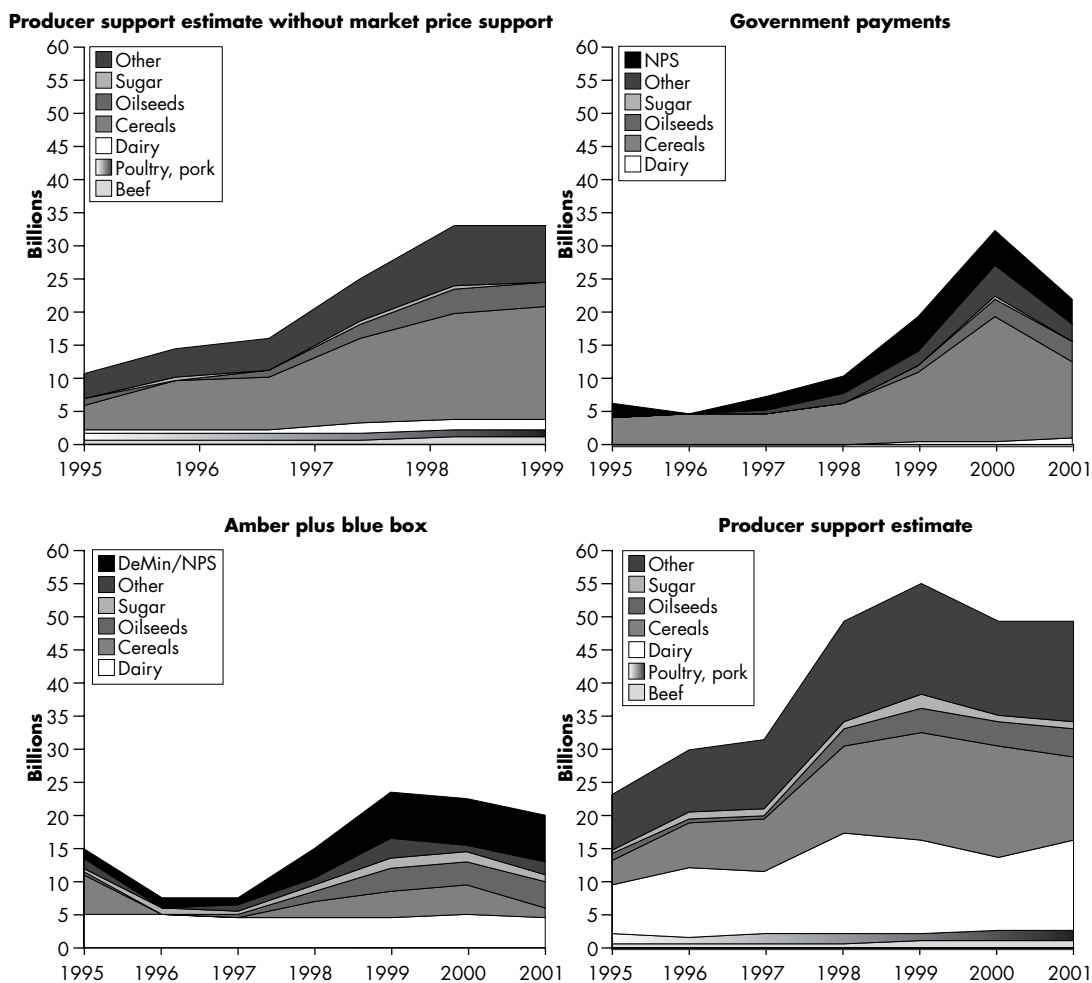 Producer support estimate without market price support
60
55
50
45
40
35
30
25
20
15
10
5
0
Billions
Other
Sugar
Oilseeds
Cereals
Dairy
Poultry, pork
Beef
1995 1996 1997 1998 1999
Government payments
60
55
50
45
40
35
30
25
20
15
10
5
0
Billions
NPS
Other
Sugar
Oilseeds
Cereals
Dairy
1995 1996 1997 1998 1999 2000 2001
Amber plus blue box
60
55
50
45
40
35
30
25
20
15
10
5
0
Billions
DeMin/NPS
Other
Sugar
Oilseeds
Cereals
Dairy
1995 1996 1997 1998 1999 2000 2001
Producer support estimate
60
55
50
45
40
35
30
25
20
15
10
5
0
Billions
Other
Sugar
Oilseeds
Cereals
Dairy
Poultry, pork
Beef
1995 1996 1997 1998 1999 2000 2001